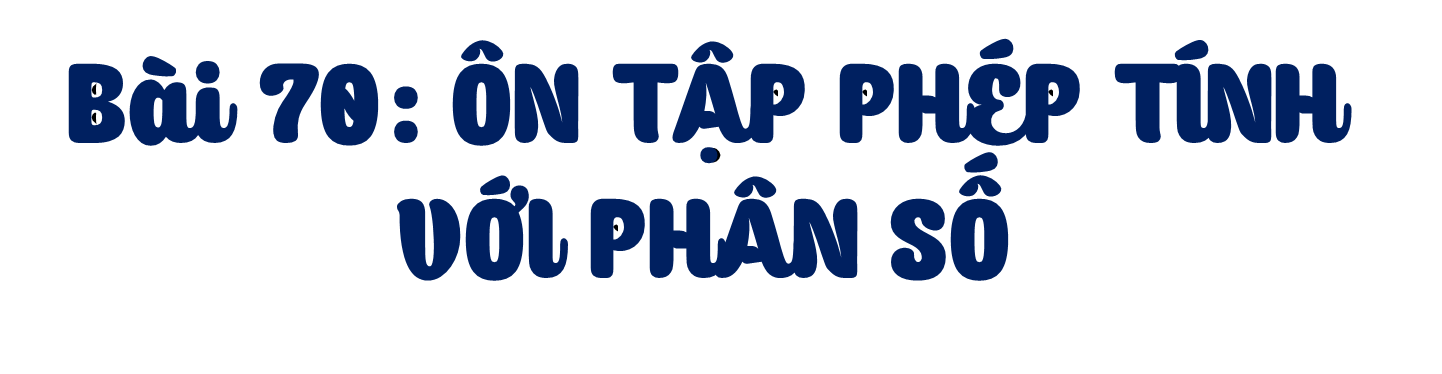 Bài 70: ÔN TẬP PHÉP TÍNH
VỚI PHÂN SỐ